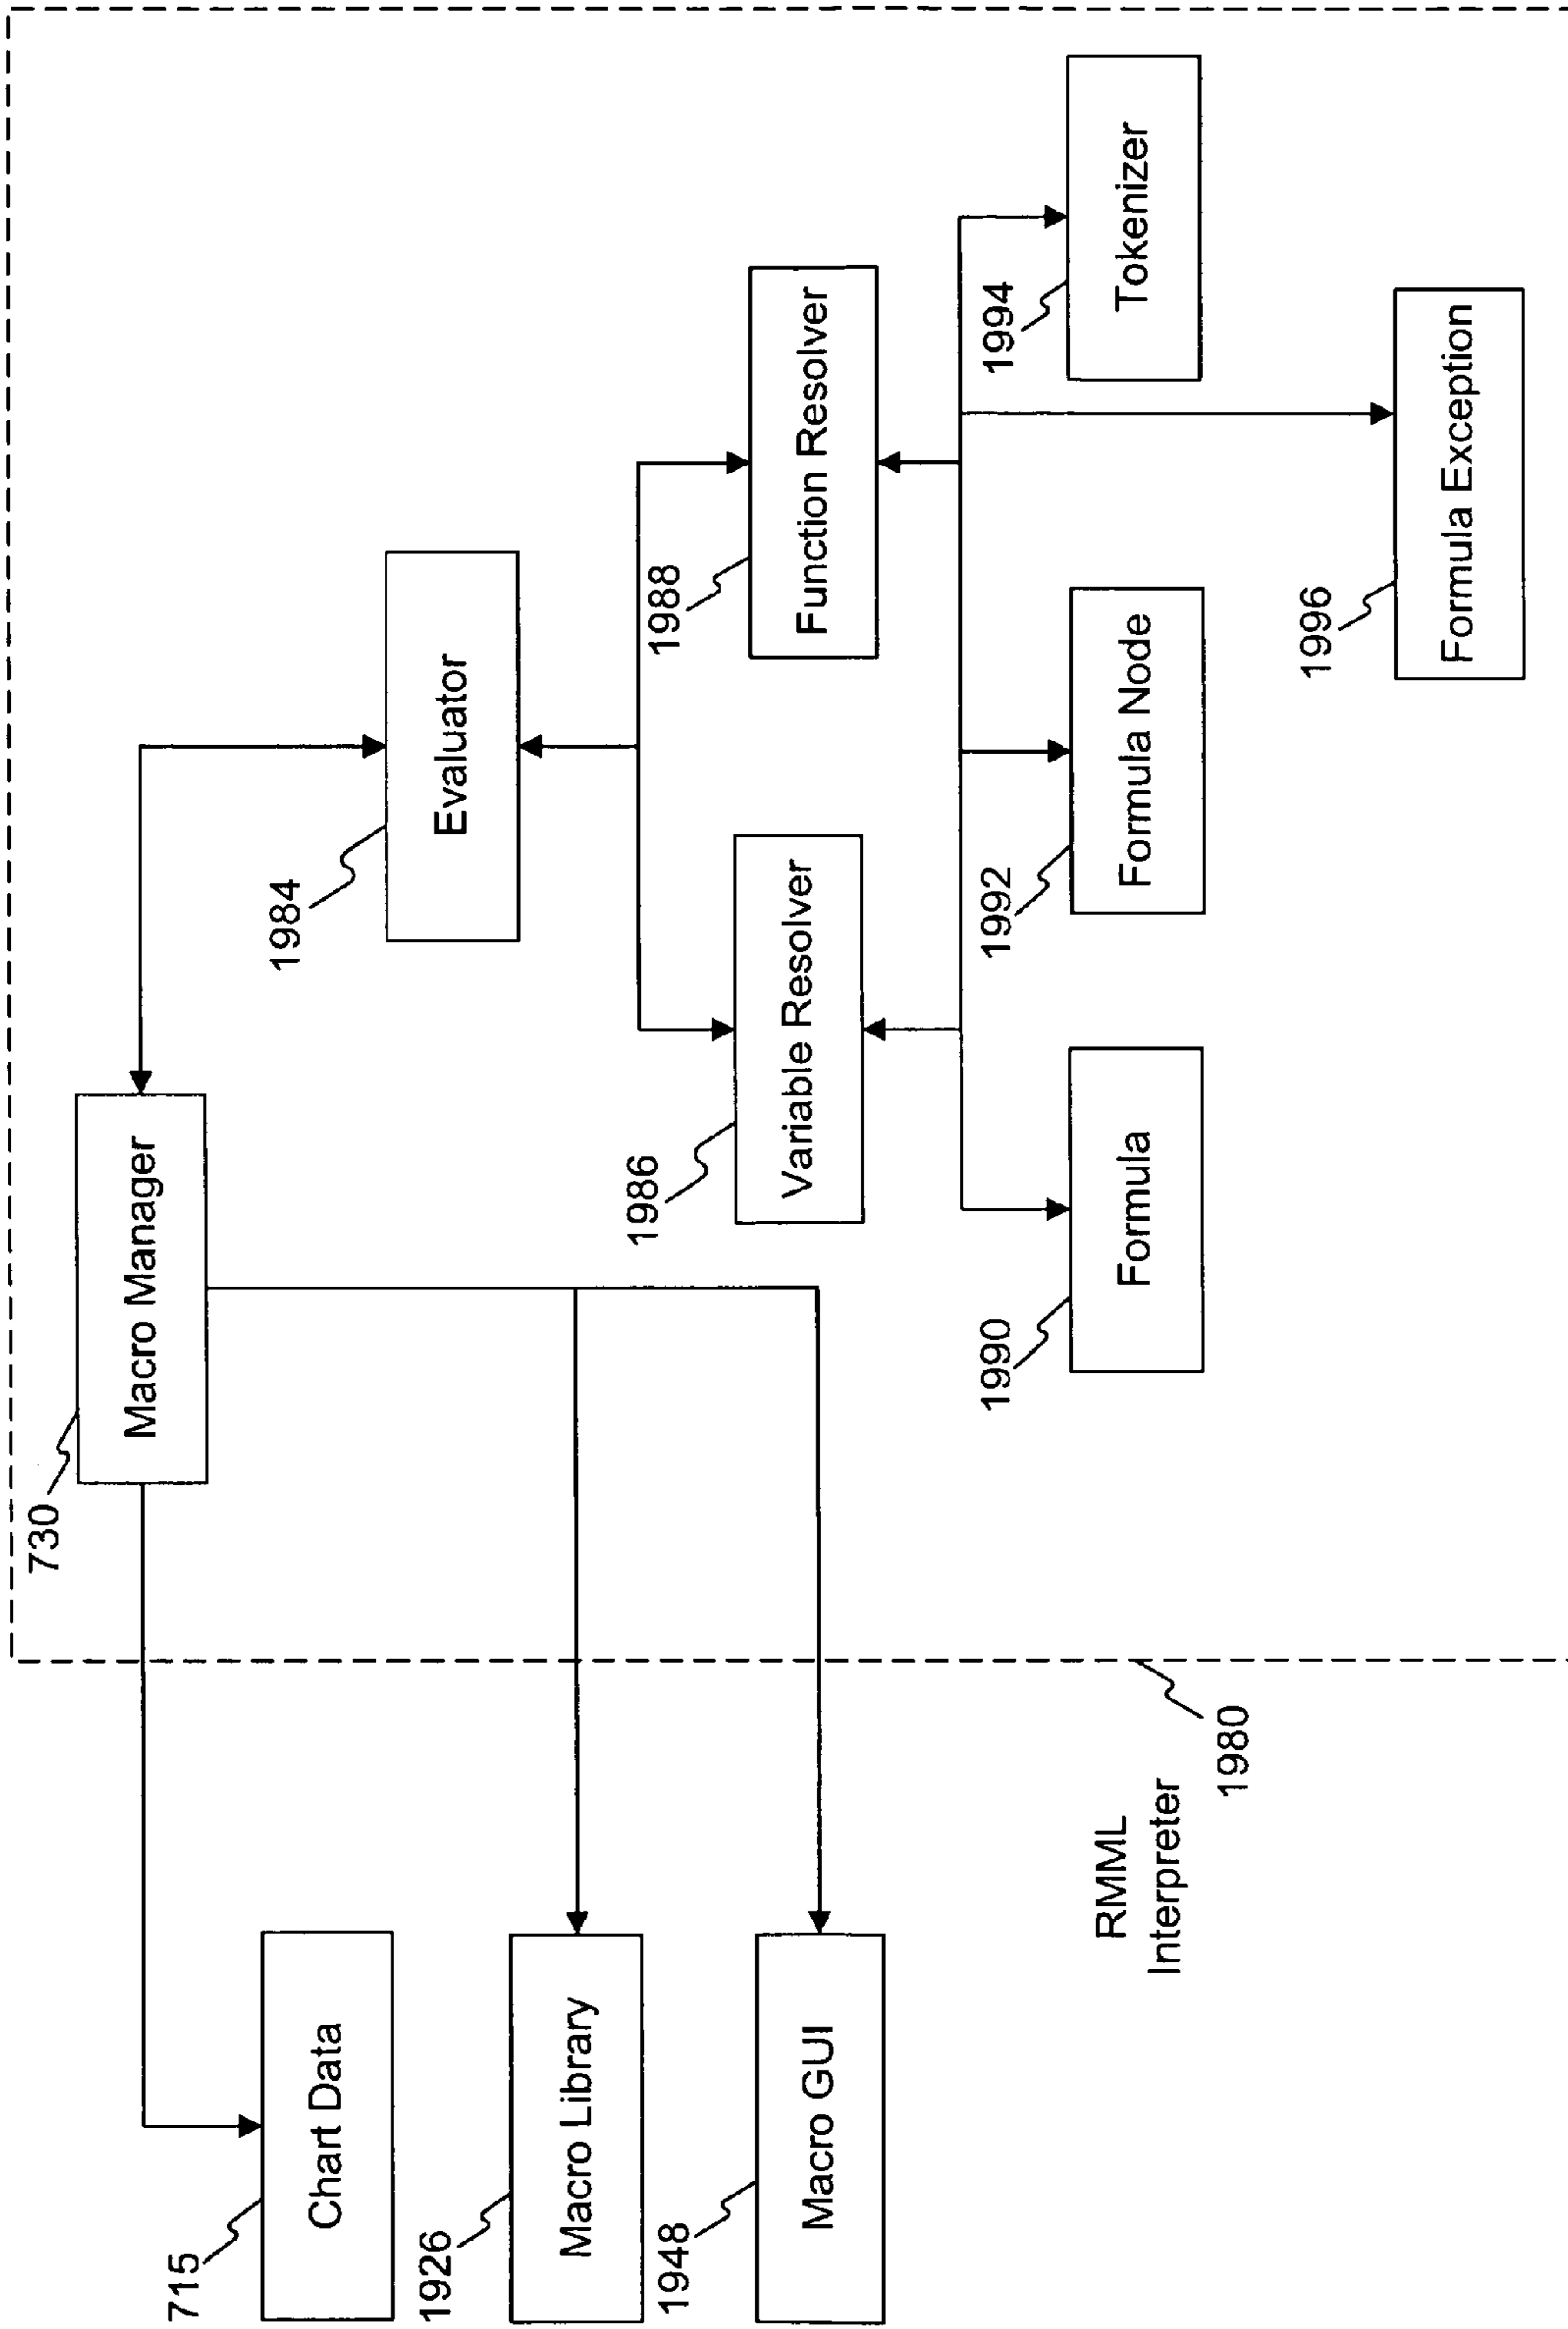 730
Macro Manager
715
Chart Data
1984
Evaluator
1926
Macro Library
1986
Variable Resolver
1988
Function Resolver
1948
Macro GUI
RMML
Interpreter
1980
1990
Formula
1992
Formula Node
1994
Tokenizer
1996
Formula Exception